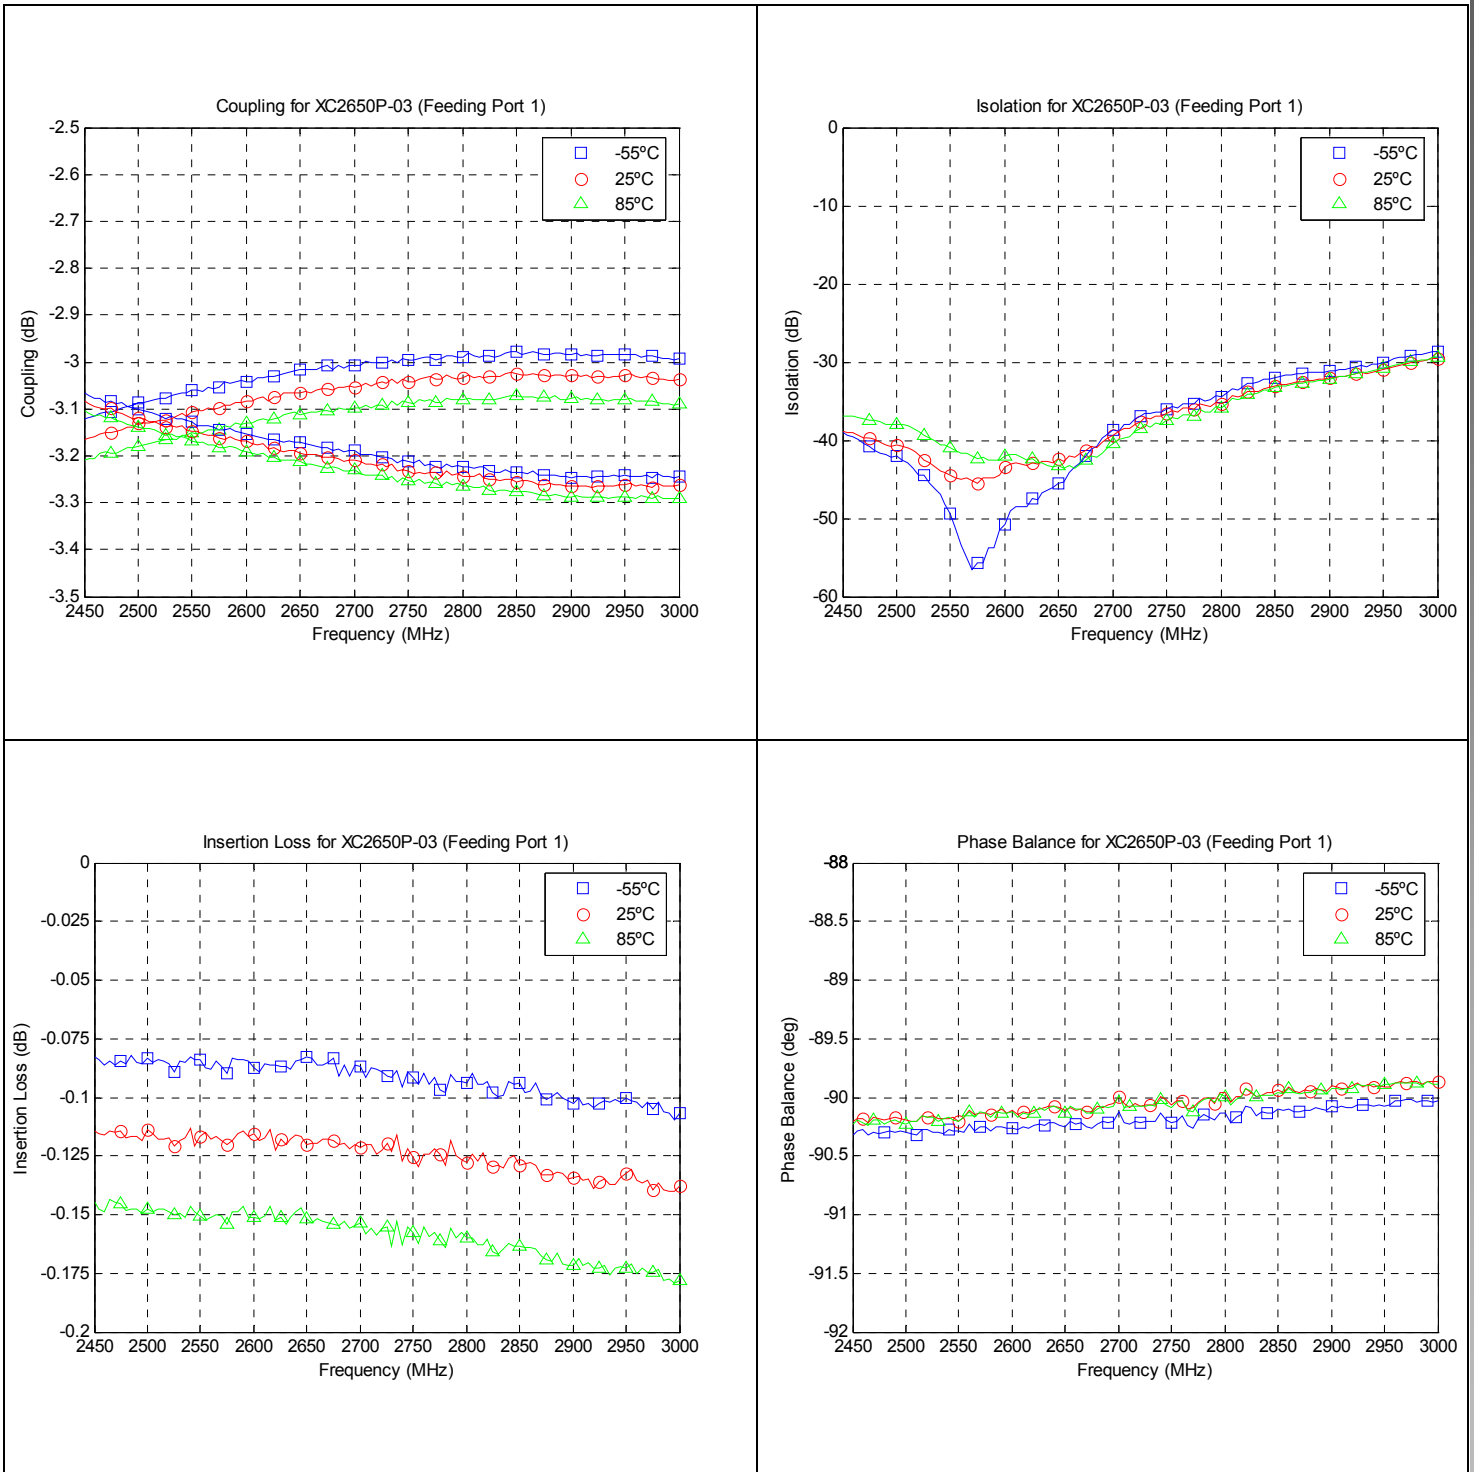 Coupling for XC2650P-03 (Feeding Port 1)
-2.5
-2.6
-2.7
-2.8
-2.9
-3
-3.1
-3.2
-3.3
-3.4
-3.5
Coupling (dB)
-55ºC
25ºC
85ºC
2450 2500 2550 2600 2650 2700 2750 2800 2850 2900 2950 3000
Frequency (MHz)
Isolation for XC2650P-03 (Feeding Port 1)
0
-10
-20
-30
-40
-50
-60
Isolation (dB)
-55ºC
25ºC
85ºC
2450 2500 2550 2600 2650 2700 2750 2800 2850 2900 2950 3000
Frequency (MHz)
Insertion Loss for XC2650P-03 (Feeding Port 1)
0
-0.025
-0.05
-0.075
-0.1
-0.125
-0.15
-0.175
-0.2
Insertion Loss (dB)
-55ºC
25ºC
85ºC
2450 2500 2550 2600 2650 2700 2750 2800 2850 2900 2950 3000
Frequency (MHz)
Phase Balance for XC2650P-03 (Feeding Port 1)
-88
-88.5
-89
-89.5
-90
-90.5
-91
-91.5
-92
Phase Balance (deg)
-55ºC
25ºC
85ºC
2450 2500 2550 2600 2650 2700 2750 2800 2850 2900 2950 3000
Frequency (MHz)